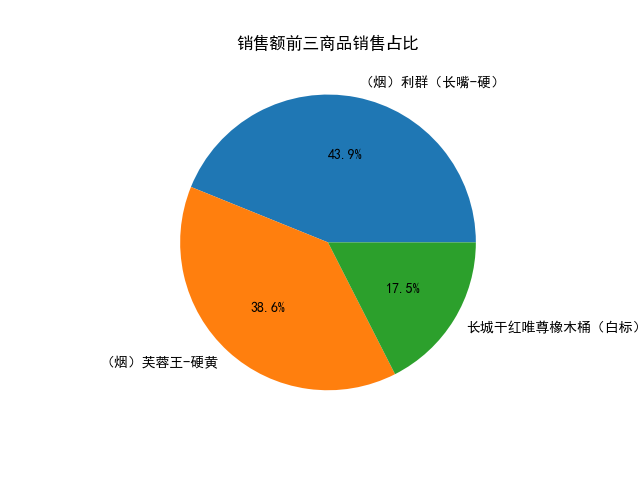 销售额前三商品销售占比
（烟）利群（长嘴-硬）
43.9%
17.5%
38.6%
长城干红唯尊橡木桶（白标）
（烟）芙蓉王-硬黄